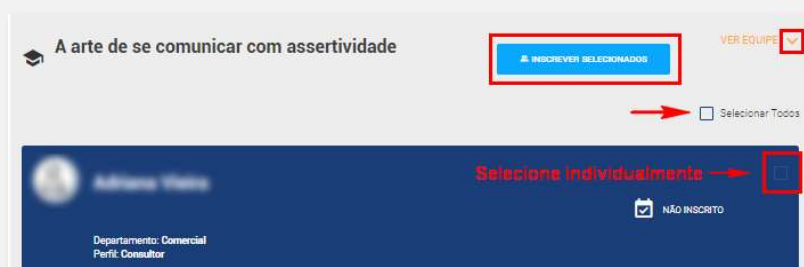 A arte de se comunicar com assertividade
INSCREVER SELECIONADOS
VER EQUIPE
Selecionar Todos
Selecione individualmente
NÃO INSCRITO
Departamento: Comercial
Perfil: Consultor